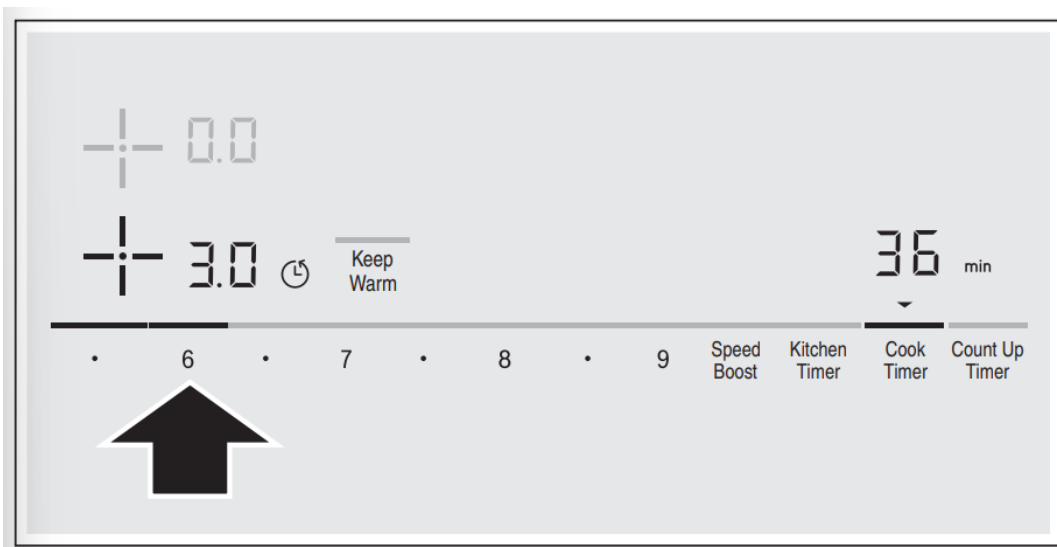 0.0
3.0 Keep Warm 36 min
• 6 • 7 • 8 • 9 Speed Boost Kitchen Timer Cook Timer Count Up Timer